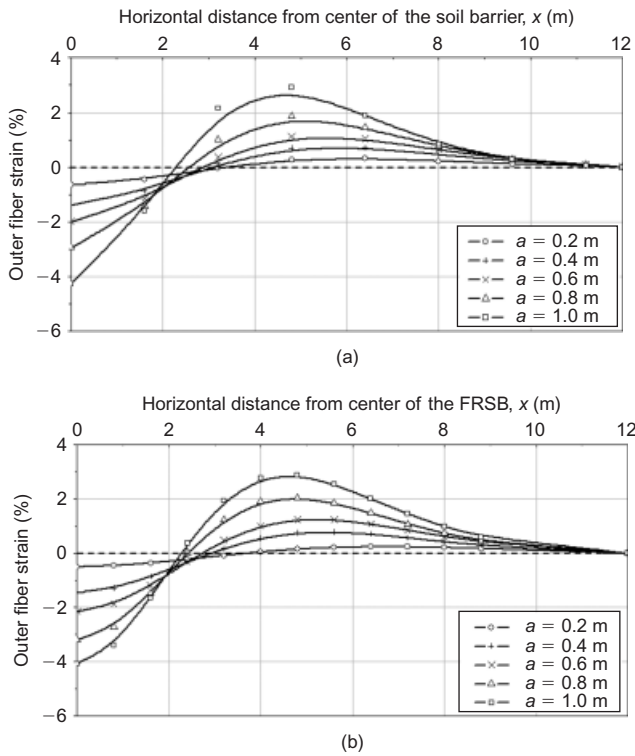 Horizontal distance from center of the soil barrier, x (m)
0 2 4 6 8 10 12
4
2
0
−2
−4
−6
Outer fiber strain (%)
a = 0.2 m
a = 0.4 m
a = 0.6 m
a = 0.8 m
a = 1.0 m
(a)
Horizontal distance from center of the FRSB, x (m)
0 2 4 6 8 10 12
4
2
0
−2
−4
−6
Outer fiber strain (%)
a = 0.2 m
a = 0.4 m
a = 0.6 m
a = 0.8 m
a = 1.0 m
(b)